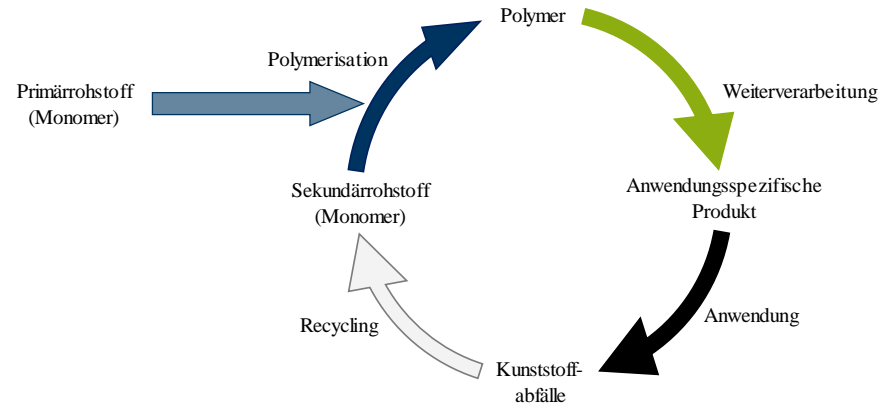 Polymer
Polymerisation
Primärrohstoff
(Monomer)
Weiterverarbeitung
Sekundärrohstoff
(Monomer)
Anwendungsspezifische
Produkt
Recycling
Anwendung
Kunststoff-
abfälle